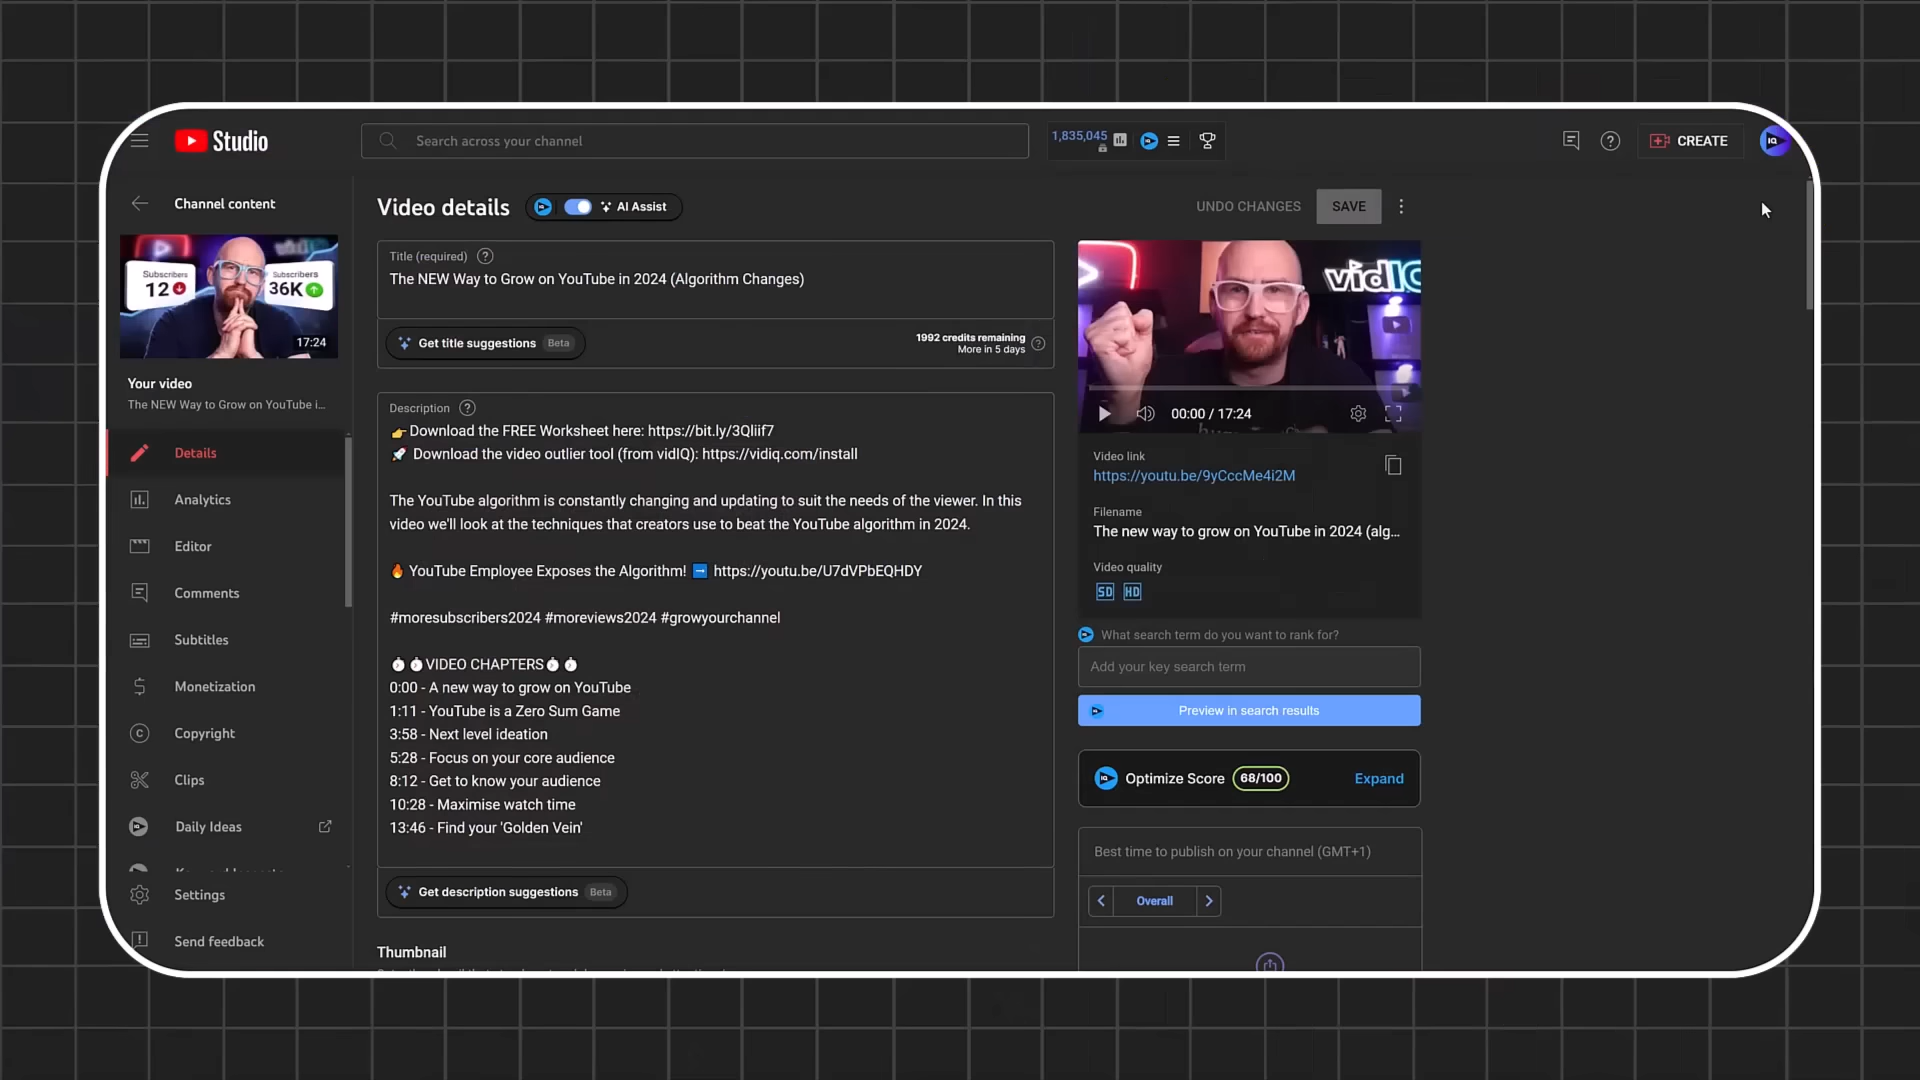 Studio
Search across your channel
1,835,045
CREATE
Channel content
Subscribers
12
Subscribers
36K
17:24
Your video
The NEW Way to Grow on YouTube i...
Details
Analytics
Editor
Comments
Subtitles
Monetization
Copyright
Clips
Daily Ideas
Settings
Send feedback
Video details
AI Assist
UNDO CHANGES
SAVE
Title (required)
The NEW Way to Grow on YouTube in 2024 (Algorithm Changes)
Get title suggestions Beta
1992 credits remaining
More in 5 days
Description
👉Download the FREE Worksheet here: https://bit.ly/3Qliif7
🚀 Download the video outlier tool (from vidIQ): https://vidiq.com/install
The YouTube algorithm is constantly changing and updating to suit the needs of the viewer. In this
video we'll look at the techniques that creators use to beat the YouTube algorithm in 2024.
🔥 YouTube Employee Exposes the Algorithm! ➡️ https://youtu.be/U7dVPbEQHDY
#moresubscribers2024 #moreviews2024 #growyourchannel
⏱⏱VIDEO CHAPTERS⏱⏱
0:00 - A new way to grow on YouTube
1:11 - YouTube is a Zero Sum Game
3:58 - Next level ideation
5:28 - Focus on your core audience
8:12 - Get to know your audience
10:28 - Maximise watch time
13:46 - Find your 'Golden Vein'
Get description suggestions Beta
Thumbnail
vidIQ
00:00 / 17:24
Video link
https://youtu.be/9yCccMe4i2M
Filename
The new way to grow on YouTube in 2024 (alg...
Video quality
SD HD
What search term do you want to rank for?
Add your key search term
Preview in search results
Optimize Score 68/100 Expand
Best time to publish on your channel (GMT+1)
Overall